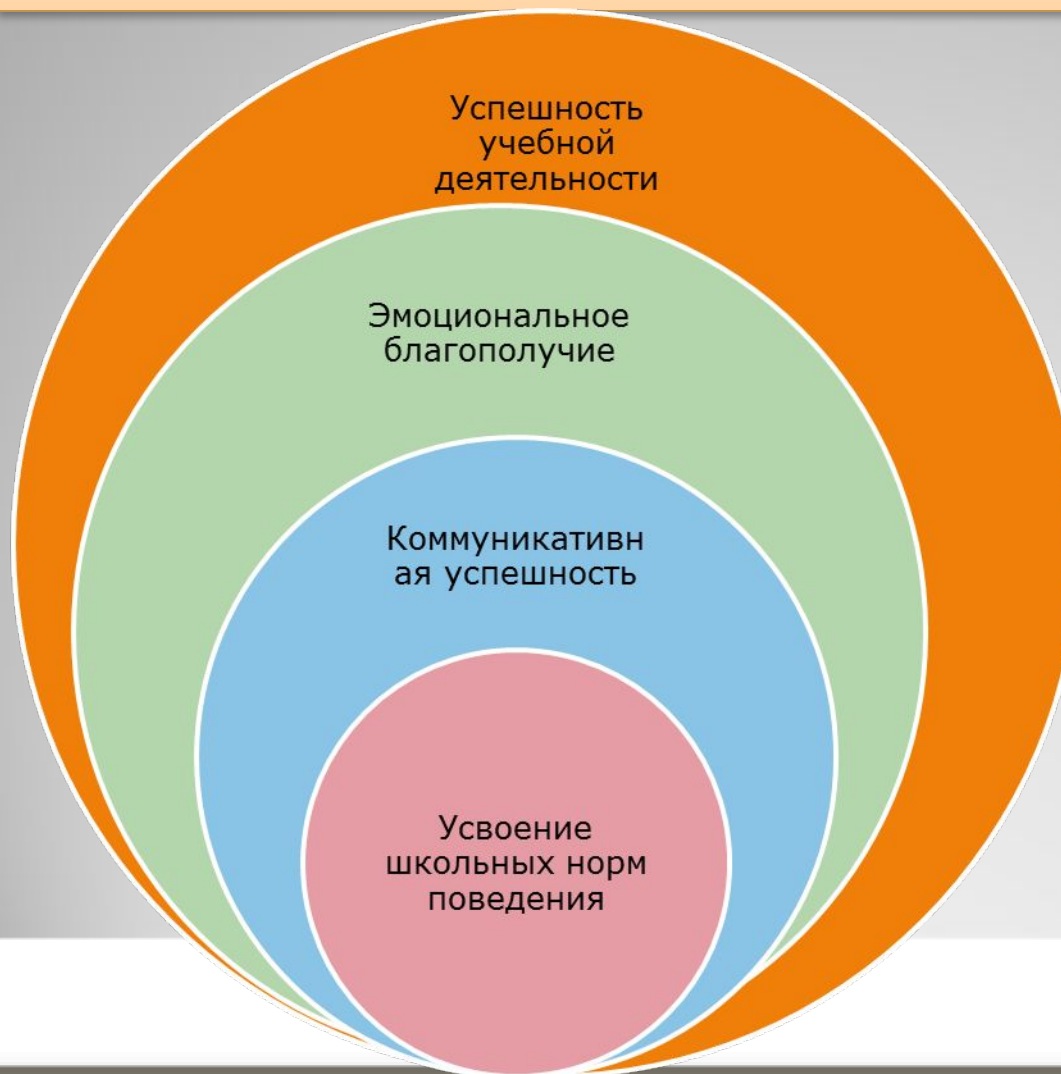 Успешность
учебной
деятельности
Эмоциональное
благополучие
Коммуникативн
ая успешность
Усвоение
школьных норм
поведения